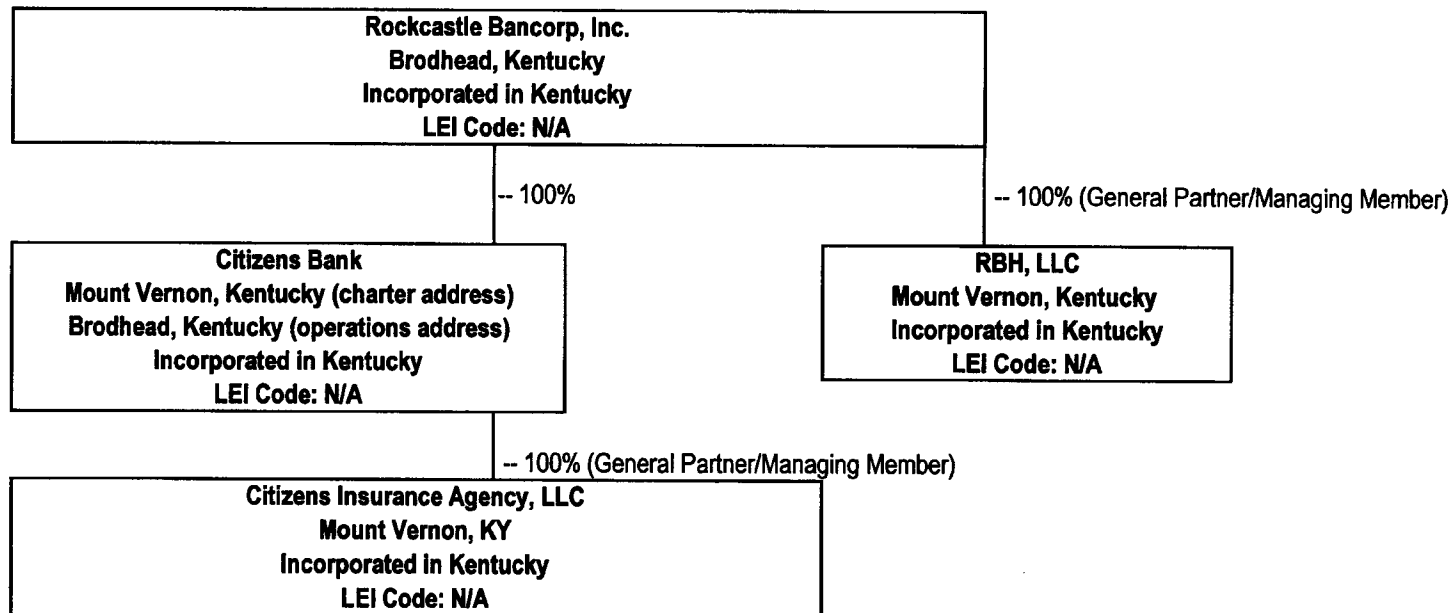 Rockcastle Bancorp, Inc.
Brodhead, Kentucky
Incorporated in Kentucky
LEI Code: N/A
-- 100%
-- 100% (General Partner/Managing Member)
Citizens Bank
Mount Vernon, Kentucky (charter address)
Brodhead, Kentucky (operations address)
Incorporated in Kentucky
LEI Code: N/A
RBH, LLC
Mount Vernon, Kentucky
Incorporated in Kentucky
LEI Code: N/A
-- 100% (General Partner/Managing Member)
Citizens Insurance Agency, LLC
Mount Vernon, KY
Incorporated in Kentucky
LEI Code: N/A